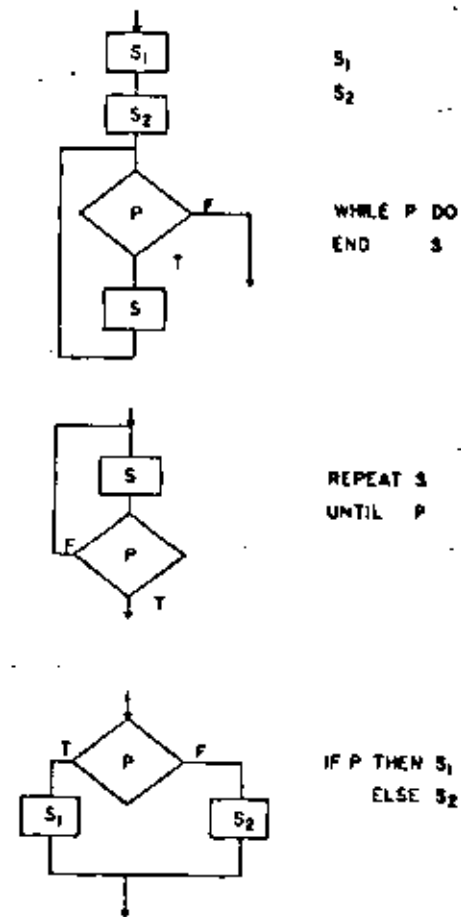 S₁
S₁
S₂
S₂
P
F
WHILE P DO
T
END S
S
S
REPEAT S
UNTIL P
F
P
T
T
P
F
IF P THEN S₁
S₁
S₂
ELSE S₂